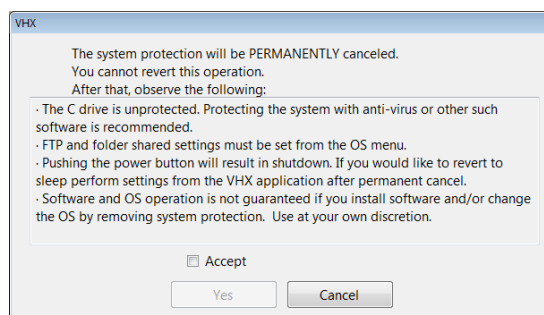 VHX
The system protection will be PERMANENTLY canceled.
You cannot revert this operation.
After that, observe the following:
· The C drive is unprotected. Protecting the system with anti-virus or other such
software is recommended.
· FTP and folder shared settings must be set from the OS menu.
· Pushing the power button will result in shutdown. If you would like to revert to
sleep perform settings from the VHX application after permanent cancel.
· Software and OS operation is not guaranteed if you install software and/or change
the OS by removing system protection.  Use at your own discretion.
Accept
Yes
Cancel